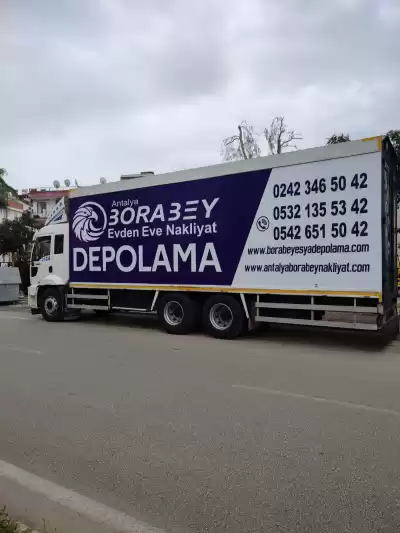 Antalya
BORABEY
Evden Eve Nakliyat
DEPOLAMA
0242 346 50 42
0532 135 53 42
0542 651 50 42
www.borabeyesyadepolama.com
www.antalyaborabeynakliyat.com